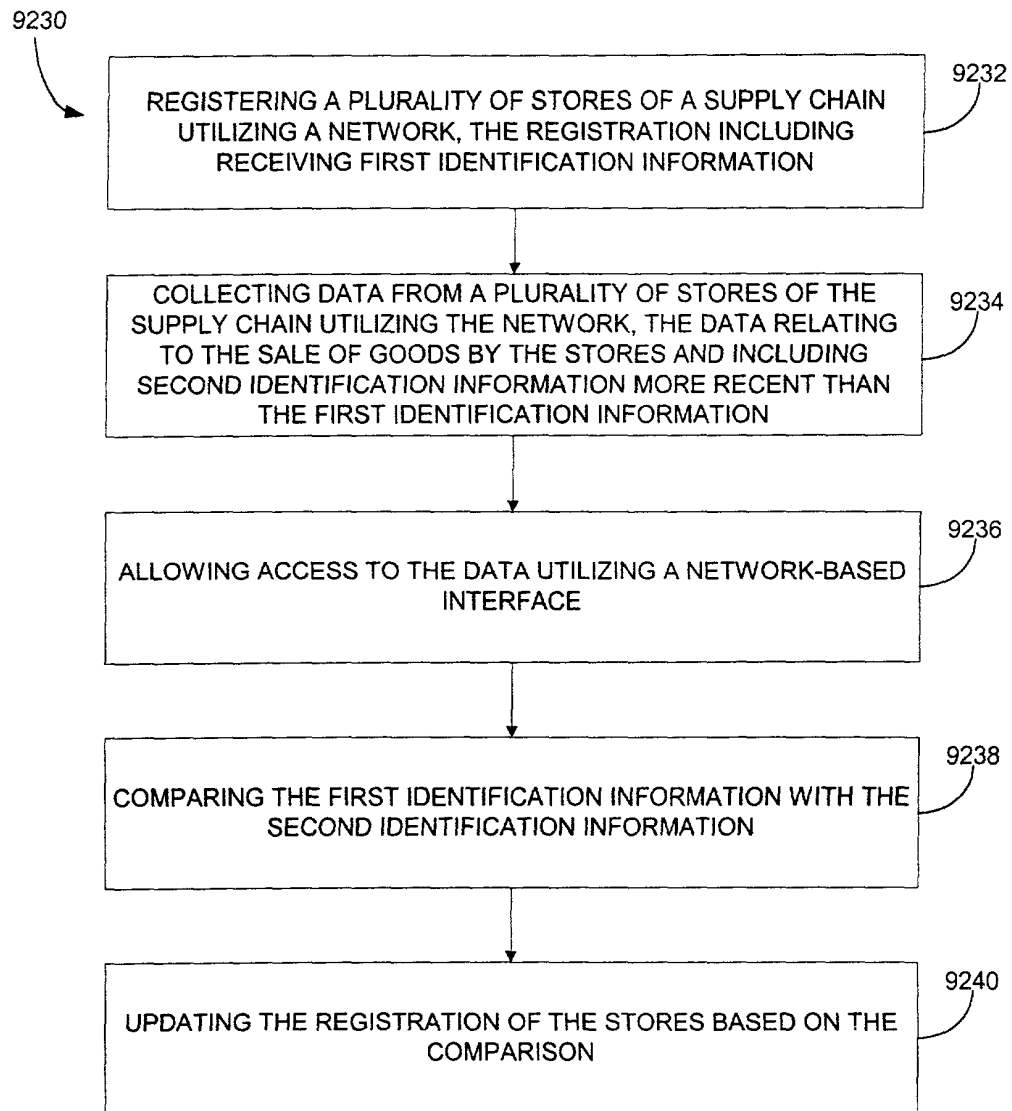 9230
REGISTERING A PLURALITY OF STORES OF A SUPPLY CHAIN
UTILIZING A NETWORK, THE REGISTRATION INCLUDING
RECEIVING FIRST IDENTIFICATION INFORMATION
9232
COLLECTING DATA FROM A PLURALITY OF STORES OF THE
SUPPLY CHAIN UTILIZING THE NETWORK, THE DATA RELATING
TO THE SALE OF GOODS BY THE STORES AND INCLUDING
SECOND IDENTIFICATION INFORMATION MORE RECENT THAN
THE FIRST IDENTIFICATION INFORMATION
9234
ALLOWING ACCESS TO THE DATA UTILIZING A NETWORK-BASED
INTERFACE
9236
COMPARING THE FIRST IDENTIFICATION INFORMATION WITH THE
SECOND IDENTIFICATION INFORMATION
9238
UPDATING THE REGISTRATION OF THE STORES BASED ON THE
COMPARISON
9240